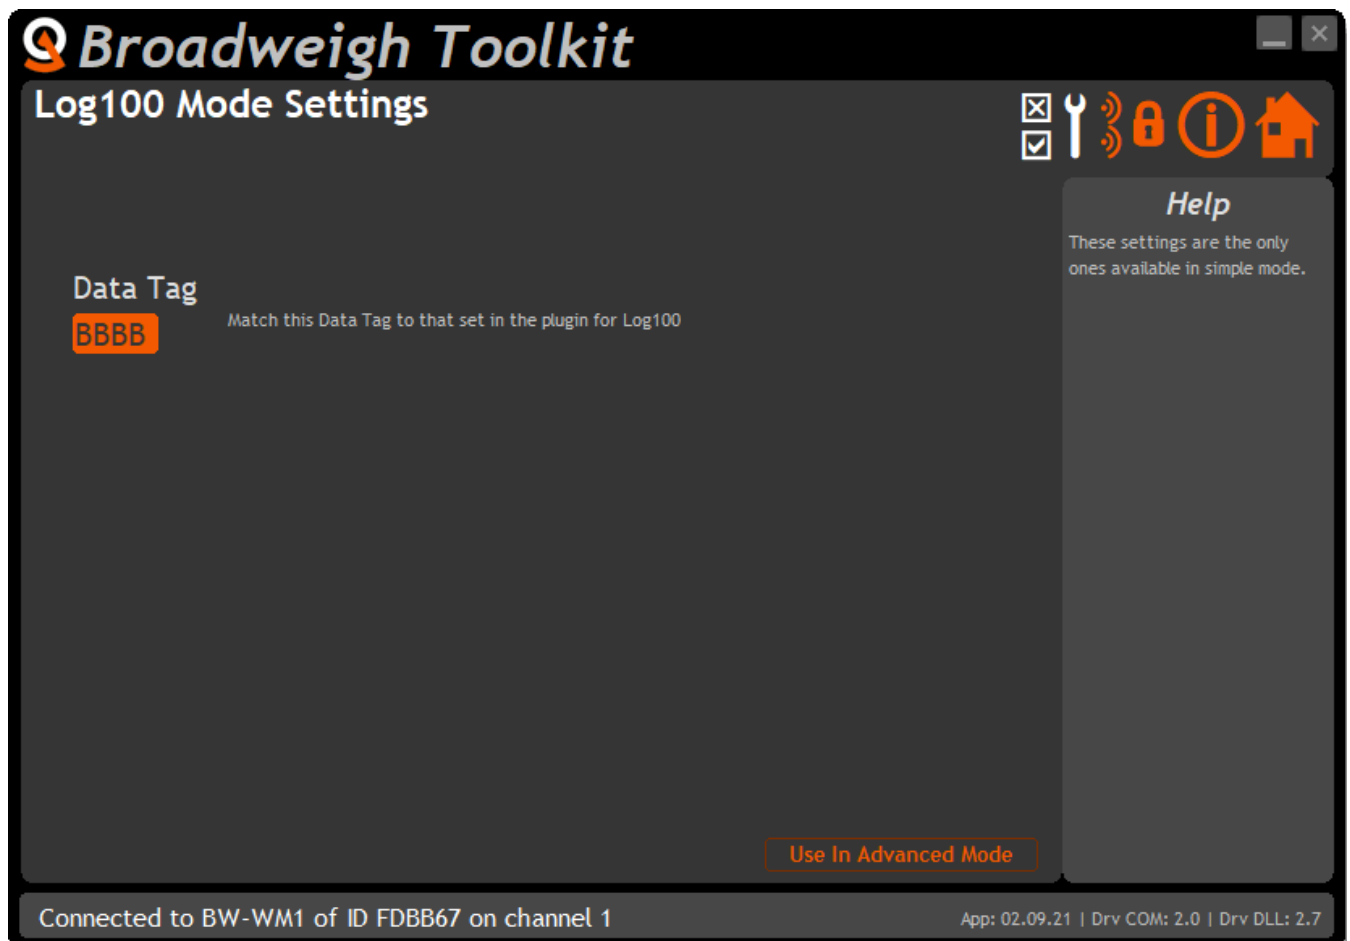 Broadweigh Toolkit
Log100 Mode Settings
Help
These settings are the only
ones available in simple mode.
Data Tag
BBBB
Match this Data Tag to that set in the plugin for Log100
Use In Advanced Mode
Connected to BW-WM1 of ID FDBB67 on channel 1
App: 02.09.21 | Drv COM: 2.0 | Drv DLL: 2.7